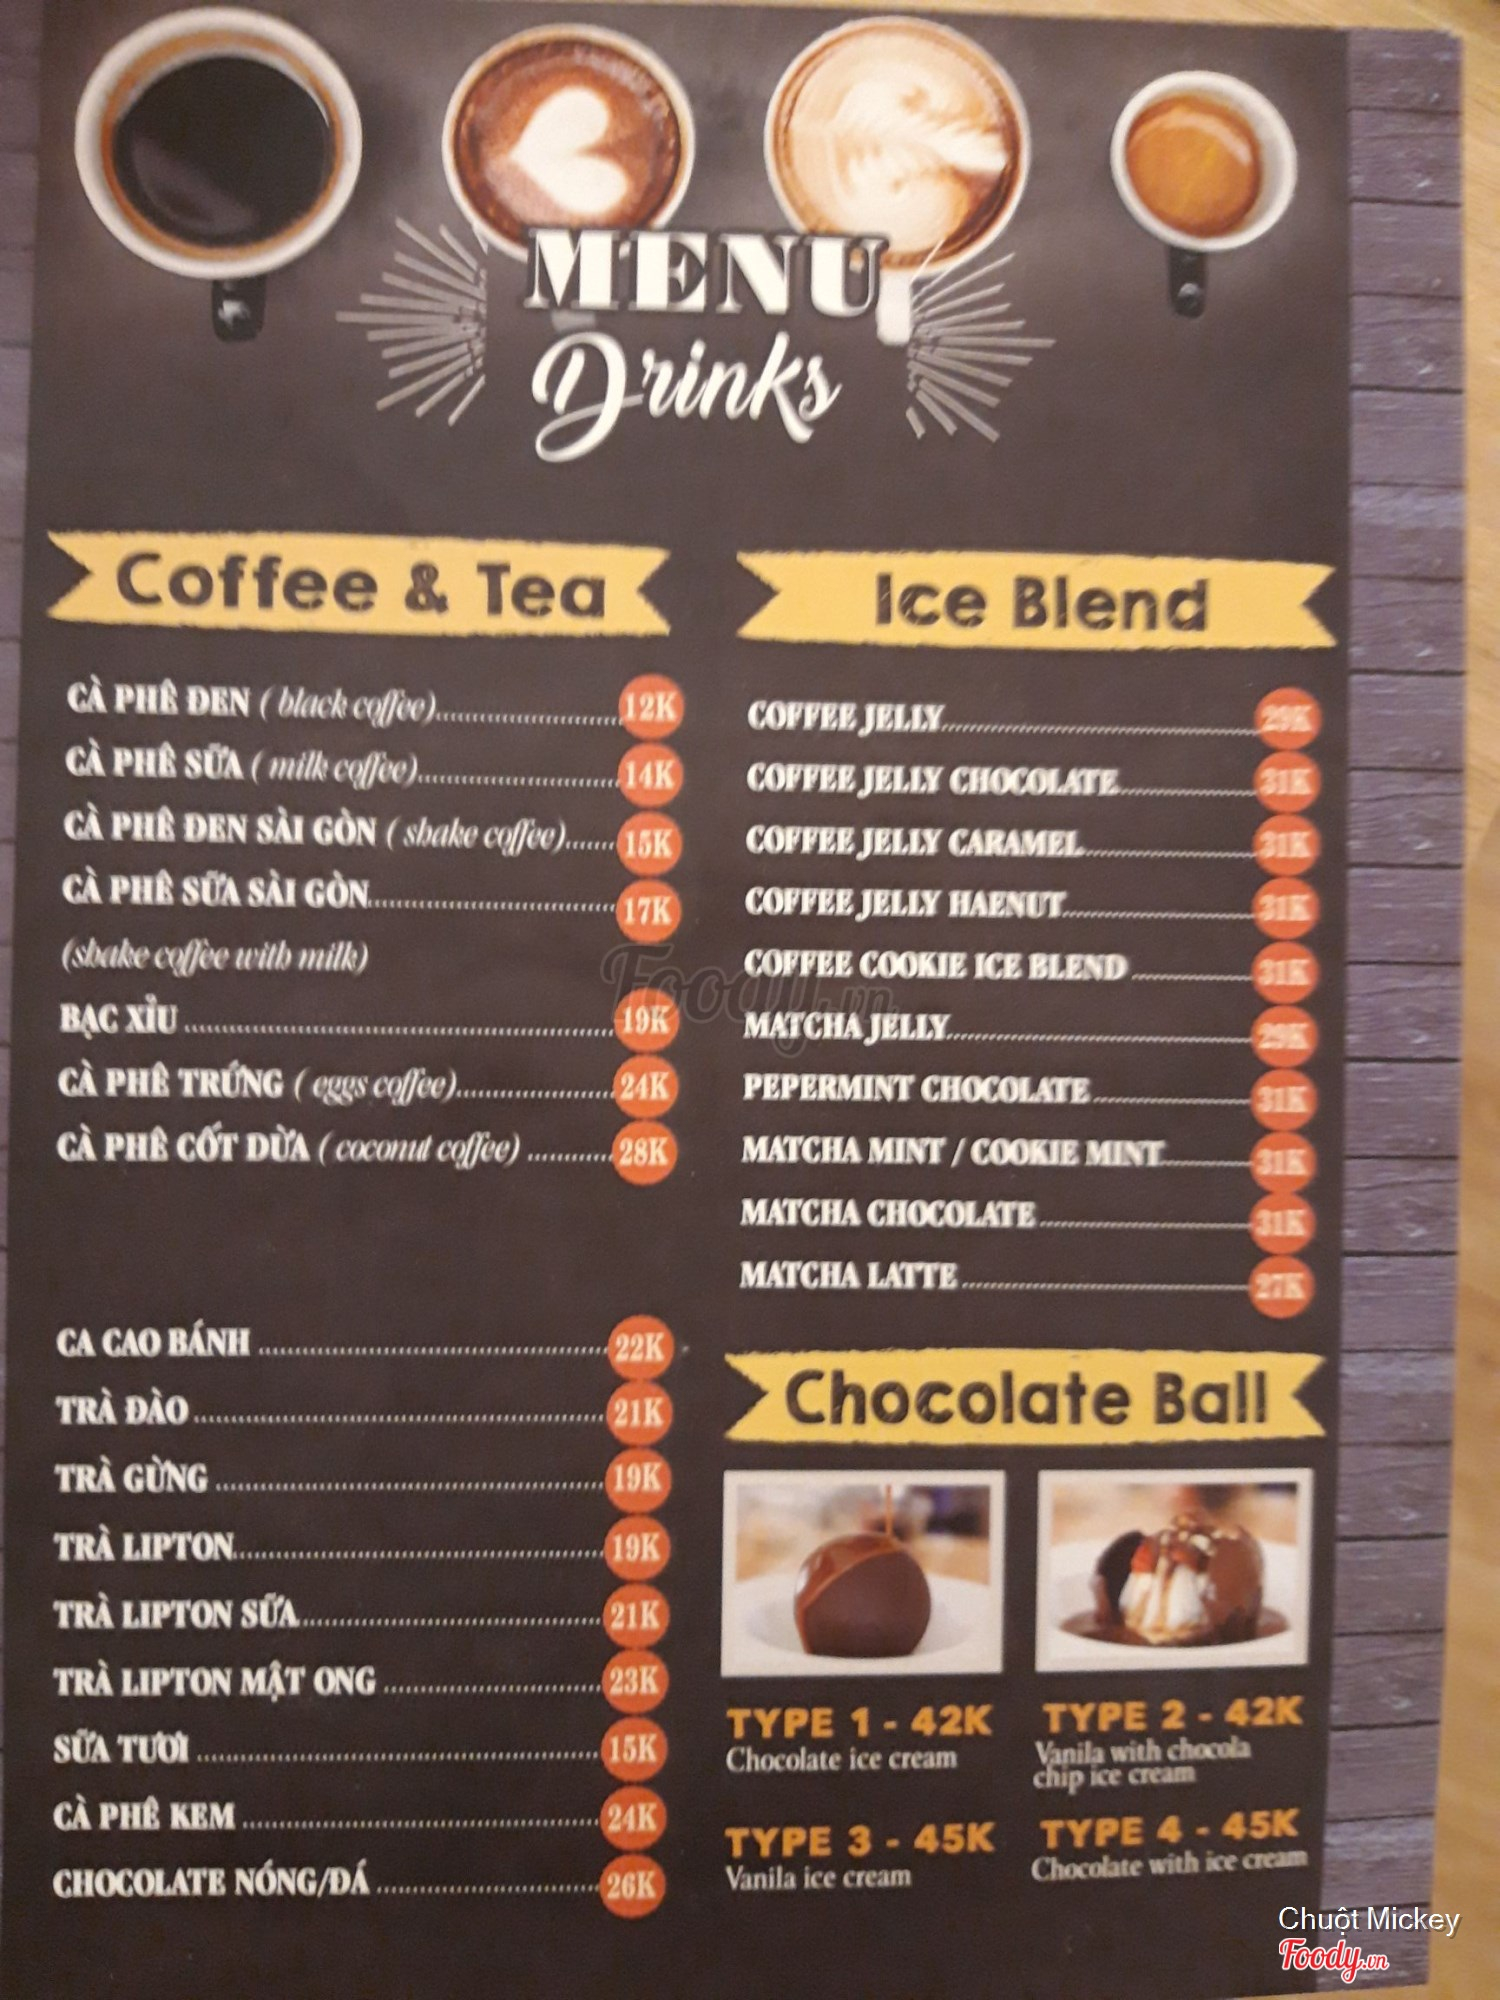 MENU
Drinks
Coffee & Tea
CÀ PHÊ ĐEN ( black coffee) 12K
CÀ PHÊ SỮA ( milk coffee) 14K
CÀ PHÊ ĐEN SÀI GÒN ( shake coffee) 15K
CÀ PHÊ SỮA SÀI GÒN 17K
(shake coffee with milk)
BẠC XỈU 19K
CÀ PHÊ TRỨNG ( eggs coffee) 24K
CÀ PHÊ CỐT DỪA ( coconut coffee) 28K
CA CAO BÁNH 22K
TRÀ ĐÀO 21K
TRÀ GỪNG 19K
TRÀ LIPTON 19K
TRÀ LIPTON SỮA 21K
TRÀ LIPTON MẬT ONG 23K
SỮA TƯƠI 15K
CÀ PHÊ KEM 24K
CHOCOLATE NÓNG/ĐÁ 26K
Ice Blend
COFFEE JELLY 29K
COFFEE JELLY CHOCOLATE 31K
COFFEE JELLY CARAMEL 31K
COFFEE JELLY HAENUT 31K
COFFEE COOKIE ICE BLEND 31K
MATCHA JELLY 29K
PEPERMINT CHOCOLATE 31K
MATCHA MINT / COOKIE MINT 31K
MATCHA CHOCOLATE 31K
MATCHA LATTE 27K
Chocolate Ball
TYPE 1 - 42K
Chocolate ice cream
TYPE 2 - 42K
Vanila with chocola
chip ice cream
TYPE 3 - 45K
Vanila ice cream
TYPE 4 - 45K
Chocolate with ice cream
Foody.vn
Chuột Mickey
Foody.vn